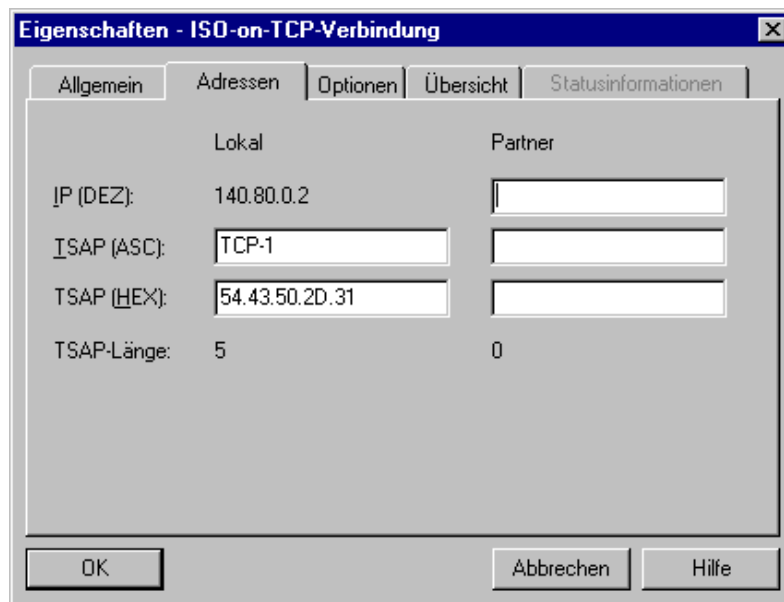 Eigenschaften - ISO-on-TCP-Verbindung
Allgemein Adressen Optionen Übersicht Statusinformationen
Lokal Partner
IP (DEZ): 140.80.0.2
TSAP (ASC): TCP-1
TSAP (HEX): 54.43.50.2D.31
TSAP-Länge: 5 0
OK Abbrechen Hilfe